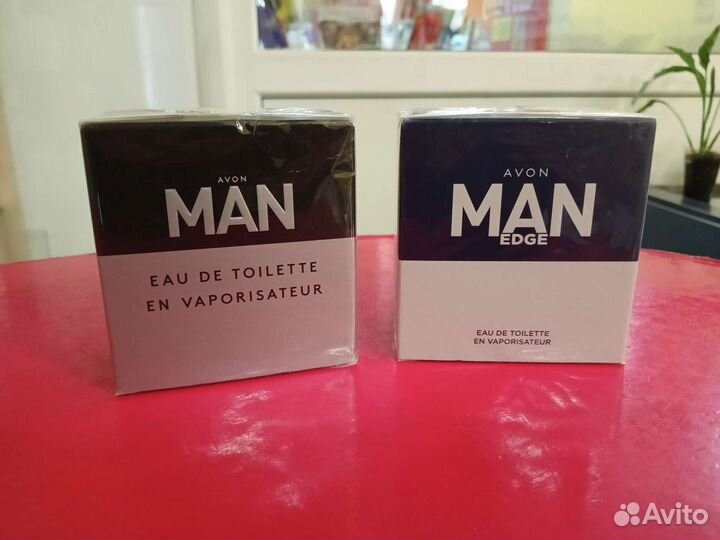 AVON
MAN
EAU DE TOILETTE
EN VAPORISATEUR
AVON
MAN
EDGE
EAU DE TOILETTE
EN VAPORISATEUR
Avito